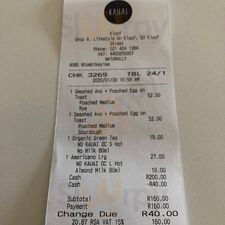 KAUAI
Kloof
Shop 6, Lifestyle On Kloof, 50 Kloof
Street
Phone: 021 424 1384
VAT: 4450250057
NATURALLY
4085 Ntombikaylee
CHK 3269 TBL 24/1
2020/01/30 10:59 AM
1 Smashed Avo + Poached Egg on
Toast 52.00
Poached Medium
Rye
1 Smashed Avo + Poached Egg on
Toast 52.00
Poached Medium
Sourdough
1 Organic Green Tea 19.00
NO KAUAI OC S Hot
No Milk 80ml
1 Americano Lrg 27.00
NO KAUAI OC L Hot
Almond Milk 80ml 10.00
Cash R200.00
Cash -R40.00
Subtotal R160.00
Payment R160.00
Change Due R40.00
20.87 RSA VAT 15% 160.00